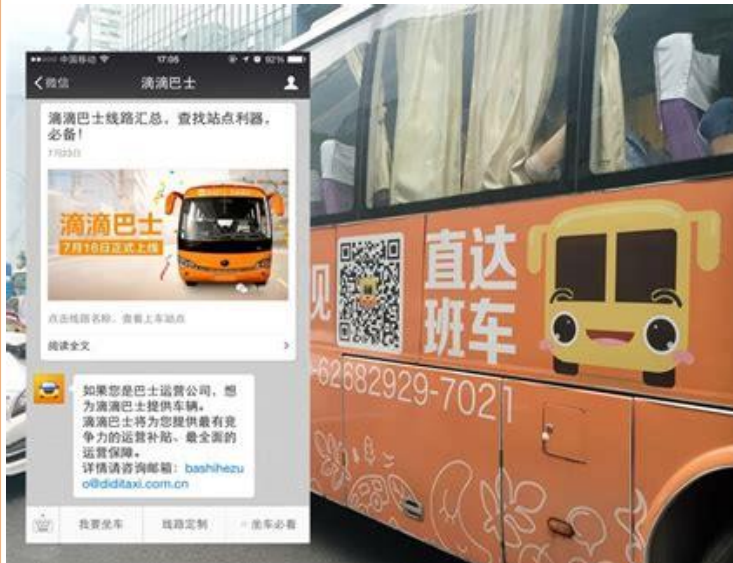 中国移动
17:05
92%
微信
滴滴巴士
滴滴巴士线路汇总，查找站点利器，
必备！
7月23日
滴滴巴士
7月16日正式上线
点击线路名称，查看上车站点
阅读全文
如果您是巴士运营公司，想
为滴滴巴士提供车辆。
滴滴巴士将为您提供最有竞
争力的运营补贴、最全面的
运营保障。
详情请咨询邮箱：bashihezu
o@diditaxi.com.cn
我要坐车
线路定制
坐车必看
见
直达
班车
-62682929-7021